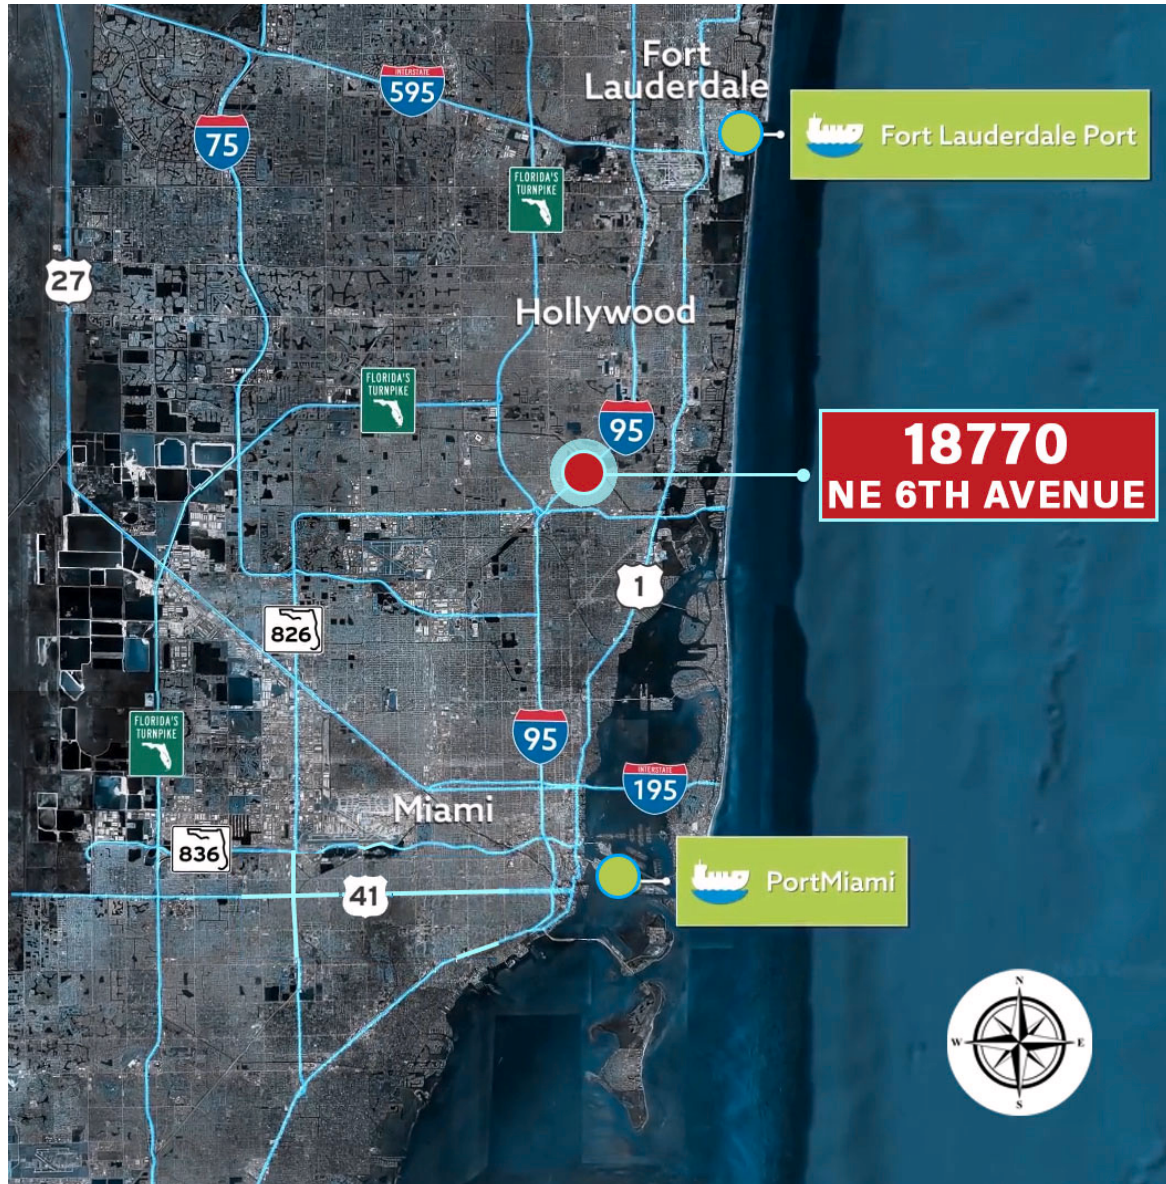 Fort
Lauderdale
INTERSTATE
595
75
Fort Lauderdale Port
FLORIDA'S
TURNPIKE
27
Hollywood
FLORIDA'S
TURNPIKE
95
18770
NE 6TH AVENUE
1
826
FLORIDA'S
TURNPIKE
95
INTERSTATE
195
Miami
836
PortMiami
41
N
W
E
S